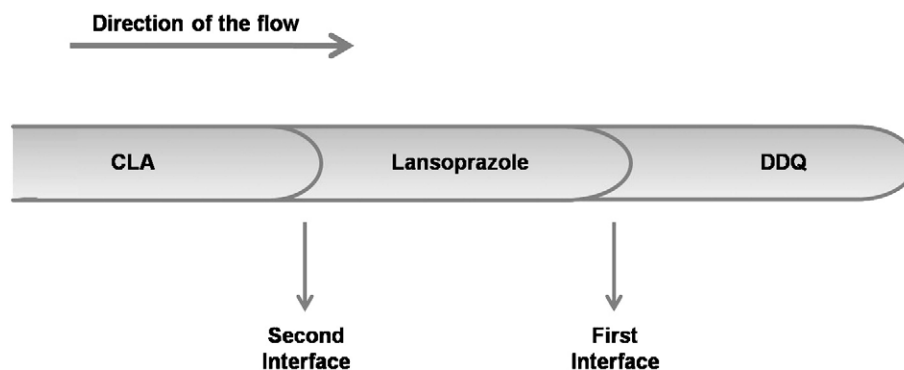 Direction of the flow
CLA
Lansoprazole
DDQ
Second
Interface
First
Interface